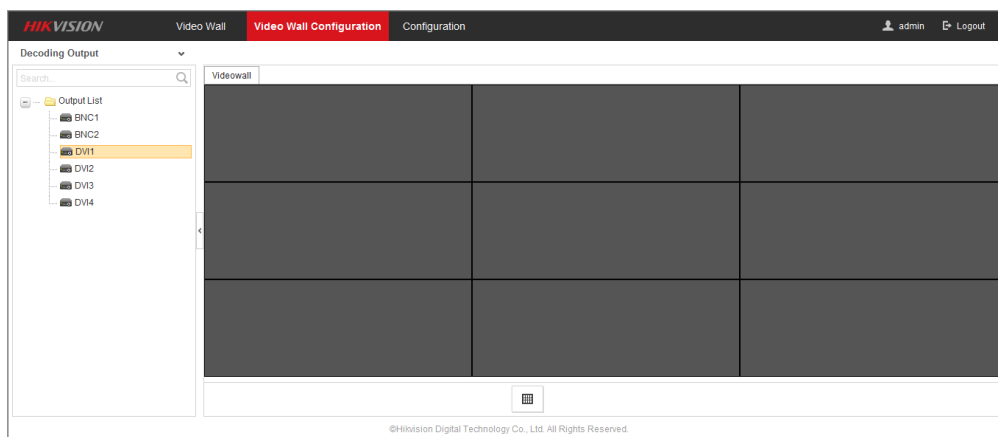 HIKVISION Video Wall Video Wall Configuration Configuration admin Logout
Decoding Output
Search...
Videowall
Output List
BNC1
BNC2
DVI1
DVI2
DVI3
DVI4
©Hikvision Digital Technology Co., Ltd. All Rights Reserved.